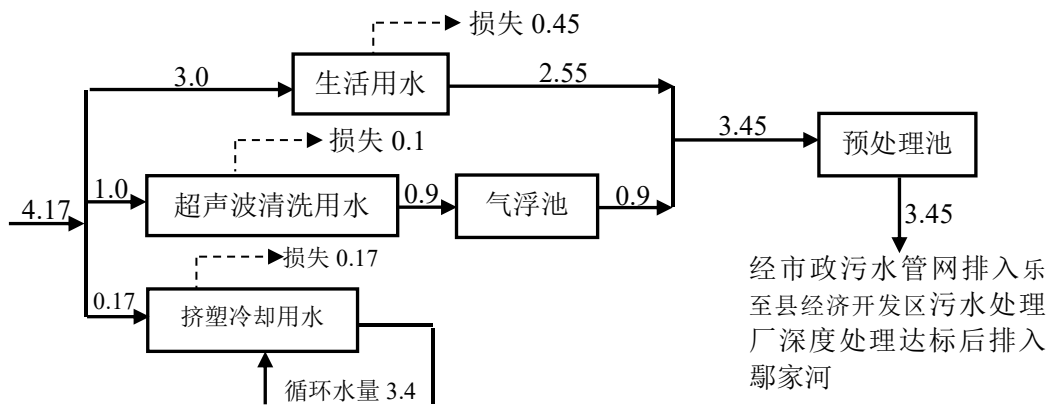 损失 0.45
3.0
生活用水
2.55
损失 0.1
3.45
预处理池
1.0
超声波清洗用水
0.9
气浮池
0.9
4.17
3.45
损失 0.17
0.17
挤塑冷却用水
循环水量 3.4
经市政污水管网排入乐
至县经济开发区污水处理
厂深度处理达标后排入
鄢家河